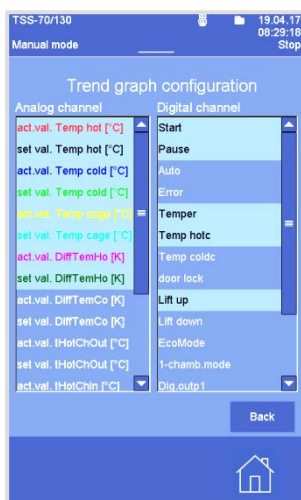 TSS-70/130
19.04.17
08:29:18
Manual mode
Stop
Trend graph configuration
Analog channel
Digital channel
act.val. Temp hot [°C]
set val. Temp hot [°C]
act.val. Temp cold [°C]
set val. Temp cold [°C]
act.val. Temp cage [°C]
set val. Temp cage [°C]
act.val. DiffTemHo [K]
set val. DiffTemHo [K]
act.val. DiffTemCo [K]
set val. DiffTemCo [K]
act.val. tHotChOut [°C]
set val. tHotChOut [°C]
act.val. tHotChIn [°C]
Start
Pause
Auto
Error
Temper
Temp hotc
Temp coldc
door lock
Lift up
Lift down
EcoMode
1-chamb.mode
Dig.outp1
Back